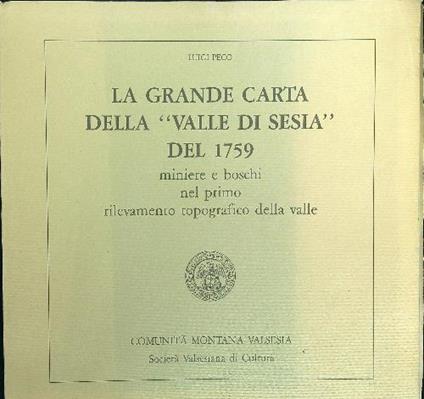 LUIGI PECO
LA GRANDE CARTA
DELLA "VALLE DI SESIA"
DEL 1759
miniere e boschi
nel primo
rilevamento topografico della valle
COMUNITÀ MONTANA VALSESIA
Società Valsesiana di Cultura